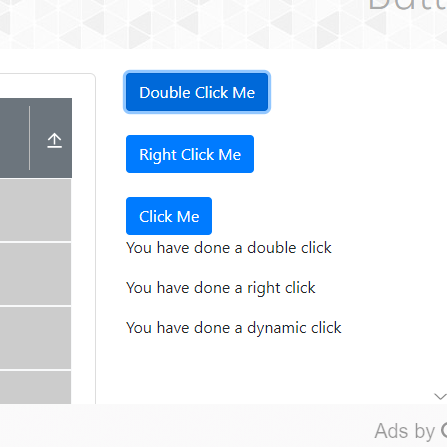 Double Click Me
Right Click Me
Click Me
You have done a double click
You have done a right click
You have done a dynamic click
Ads by